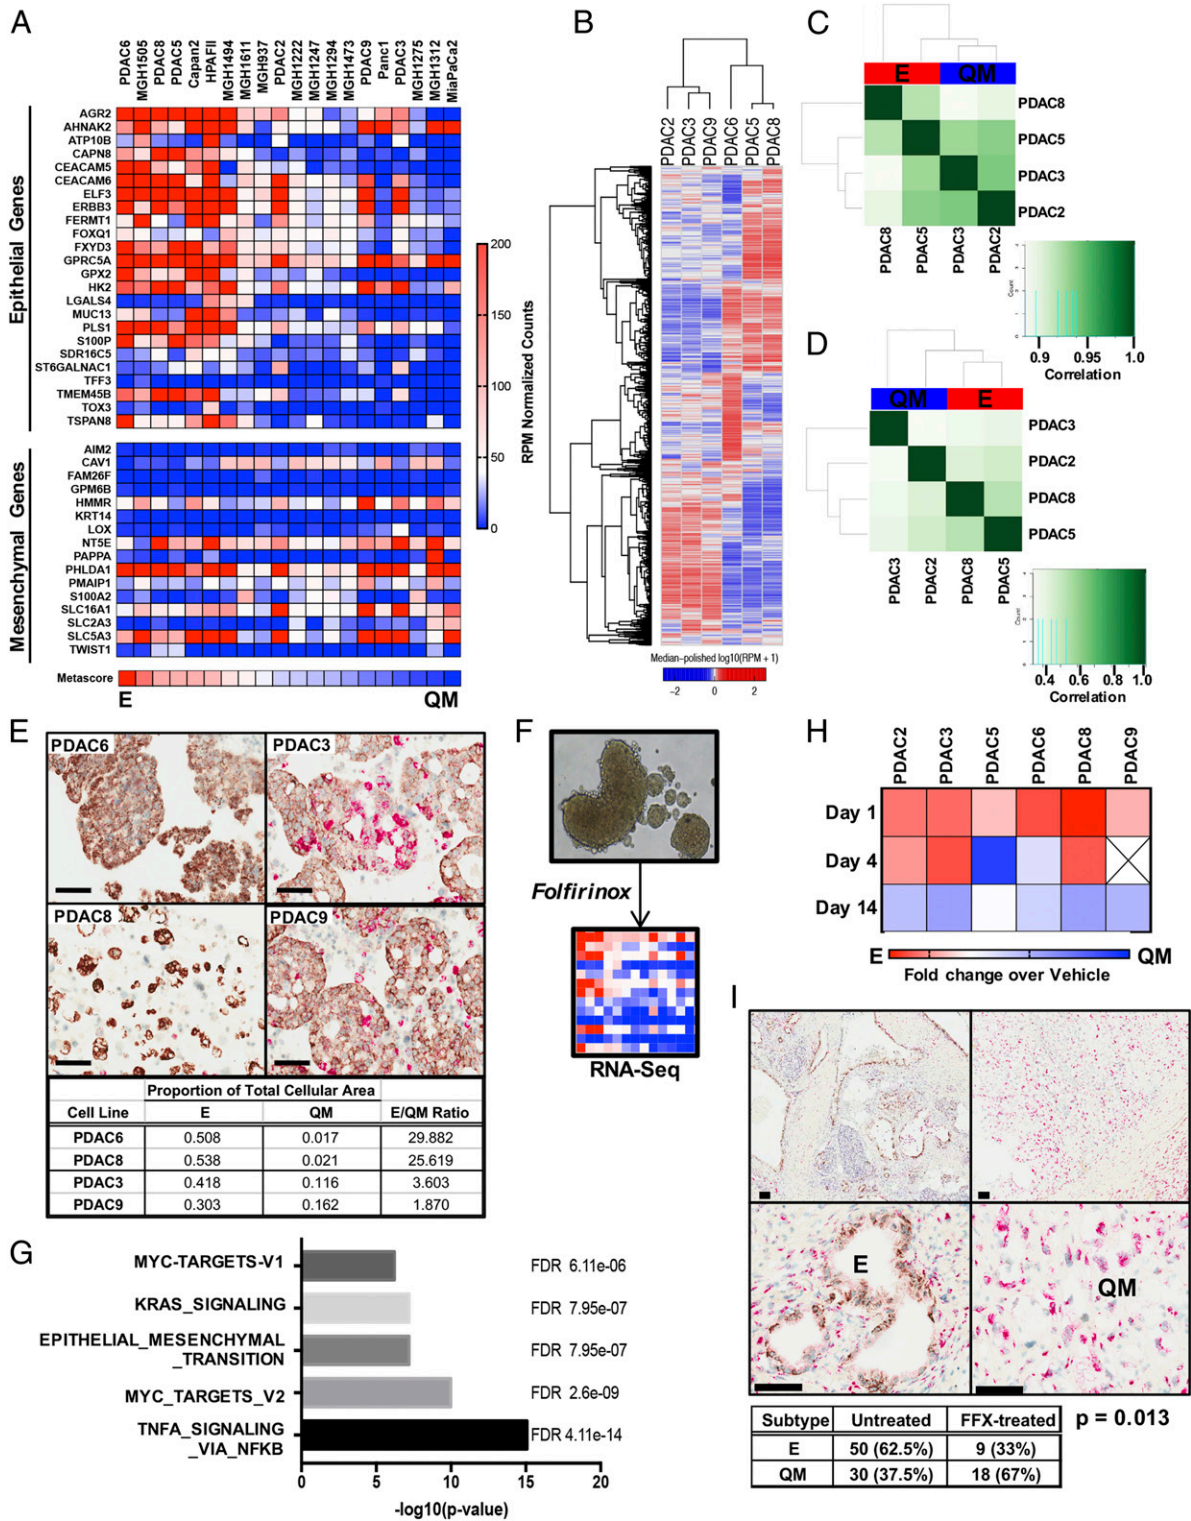 A
PDAC6
MGH1505
PDAC8
PDAC5
Capan2
HPAFII
MGH1494
MGH1611
MGH937
PDAC2
MGH1222
MGH1247
MGH1294
MGH1473
PDAC9
Panc1
PDAC3
MGH1275
MGH1312
MiaPaCa2
Epithelial Genes
AGR2
AHNAK2
ATP10B
CAPN8
CEACAM5
CEACAM6
ELF3
ERBB3
FERMT1
FOXQ1
FXYD3
GPRC5A
GPX2
HK2
LGALS4
MUC13
PLS1
S100P
SDR16C5
ST6GALNAC1
TFF3
TMEM45B
TOX3
TSPAN8
Mesenchymal Genes
AIM2
CAV1
FAM26F
GPM6B
HMMR
KRT14
LOX
NT5E
PAPPA
PHLDA1
PMAIP1
S100A2
SLC16A1
SLC2A3
SLC5A3
TWIST1
Metascore
E QM
200
150
100
50
0
RPM Normalized Counts
B
PDAC2
PDAC3
PDAC9
PDAC6
PDAC5
PDAC8
Median-polished log10(RPM + 1)
-2 0 2
C
E QM
PDAC8
PDAC5
PDAC3
PDAC2
PDAC8
PDAC5
PDAC3
PDAC2
Count
0.9 0.95 1.0
Correlation
D
QM E
PDAC3
PDAC2
PDAC8
PDAC5
PDAC3
PDAC2
PDAC8
PDAC5
Count
0.4 0.6 0.8 1.0
Correlation
E
PDAC6
PDAC3
PDAC8
PDAC9
Proportion of Total Cellular Area
Cell Line E QM E/QM Ratio
PDAC6 0.508 0.017 29.882
PDAC8 0.538 0.021 25.619
PDAC3 0.418 0.116 3.603
PDAC9 0.303 0.162 1.870
F
Folfirinox
RNA-Seq
G
MYC-TARGETS-V1 FDR 6.11e-06
KRAS_SIGNALING FDR 7.95e-07
EPITHELIAL_MESENCHYMAL
_TRANSITION FDR 7.95e-07
MYC_TARGETS_V2 FDR 2.6e-09
TNFA_SIGNALING
_VIA_NFKB FDR 4.11e-14
0 5 10 15 20
-log10(p-value)
H
PDAC2
PDAC3
PDAC5
PDAC6
PDAC8
PDAC9
Day 1
Day 4
Day 14
E QM
Fold change over Vehicle
I
E
QM
Subtype Untreated FFX-treated p = 0.013
E 50 (62.5%) 9 (33%)
QM 30 (37.5%) 18 (67%)